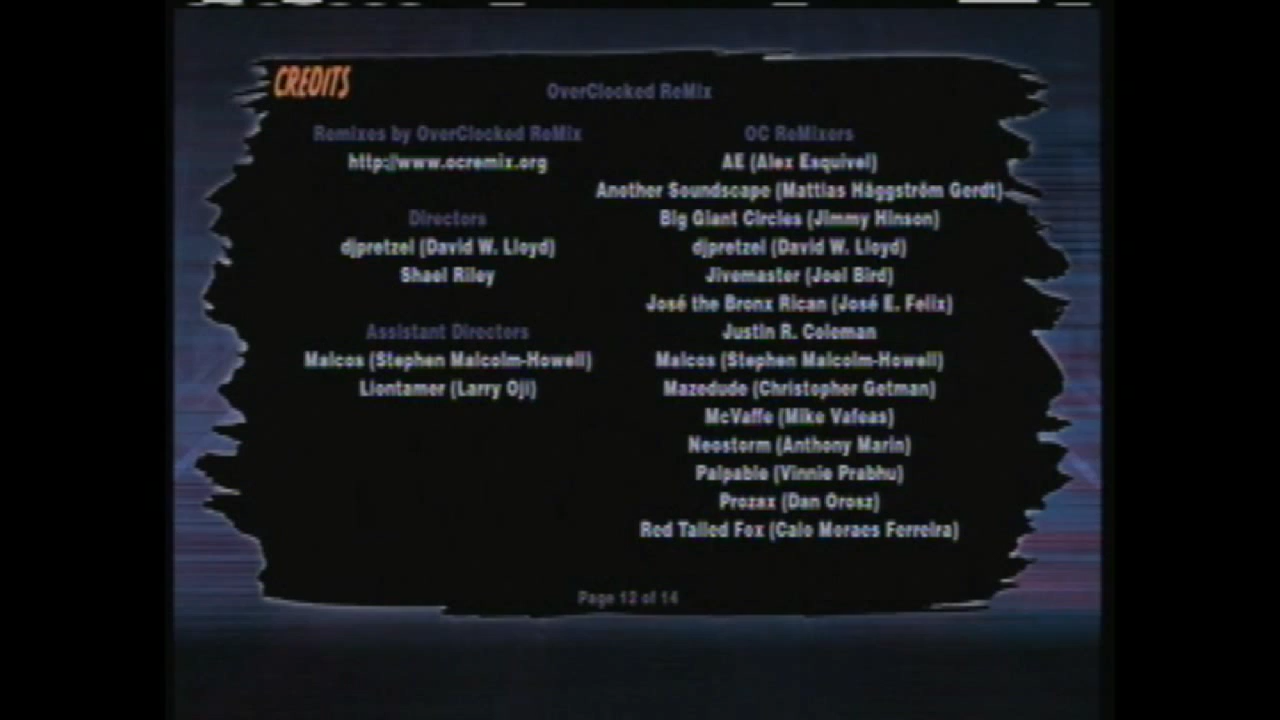 CREDITS
OverClocked ReMix
Remixes by OverClocked ReMix
http://www.ocremix.org
Directors
djpretzel (David W. Lloyd)
Shael Riley
Assistant Directors
Malcos (Stephen Malcolm-Howell)
Liontamer (Larry Oji)
OC ReMixers
AE (Alex Esquivel)
Another Soundscape (Mattias Häggström Gerdt)
Big Giant Circles (Jimmy Hinson)
djpretzel (David W. Lloyd)
Jivemaster (Joel Bird)
José the Bronx Rican (José E. Felix)
Justin R. Coleman
Malcos (Stephen Malcolm-Howell)
Mazedude (Christopher Getman)
McVaffe (Mike Vafeas)
Neostorm (Anthony Marin)
Palpable (Vinnie Prabhu)
Prozax (Dan Orosz)
Red Tailed Fox (Caio Moraes Ferreira)
Page 12 of 14